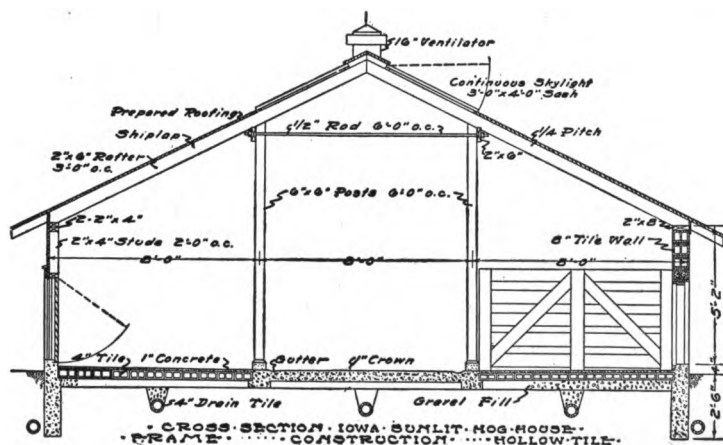 16" Ventilator
Continuous Skylight
3'-0"x4'-0" Sash
Prepared Roofing
Shiplap
1/2" Rod 6'-0" o.c.
1/4 Pitch
2"x6" Rafter
3'-0" o.c.
2"x6"
6"x6" Posts 6'-0" o.c.
2-2"x4"
2"x8"
2"x4" Studs 2'-0" o.c.
8" Tile Wall
8'-0"
8'-0"
8'-0"
5'-2"
4" Tile
1" Concrete
Gutter
1" Crown
2'-6"
4" Drain Tile
Gravel Fill
CROSS·SECTION·IOWA·SUNLIT·HOG·HOUSE
FRAME CONSTRUCTION HOLLOW·TILE